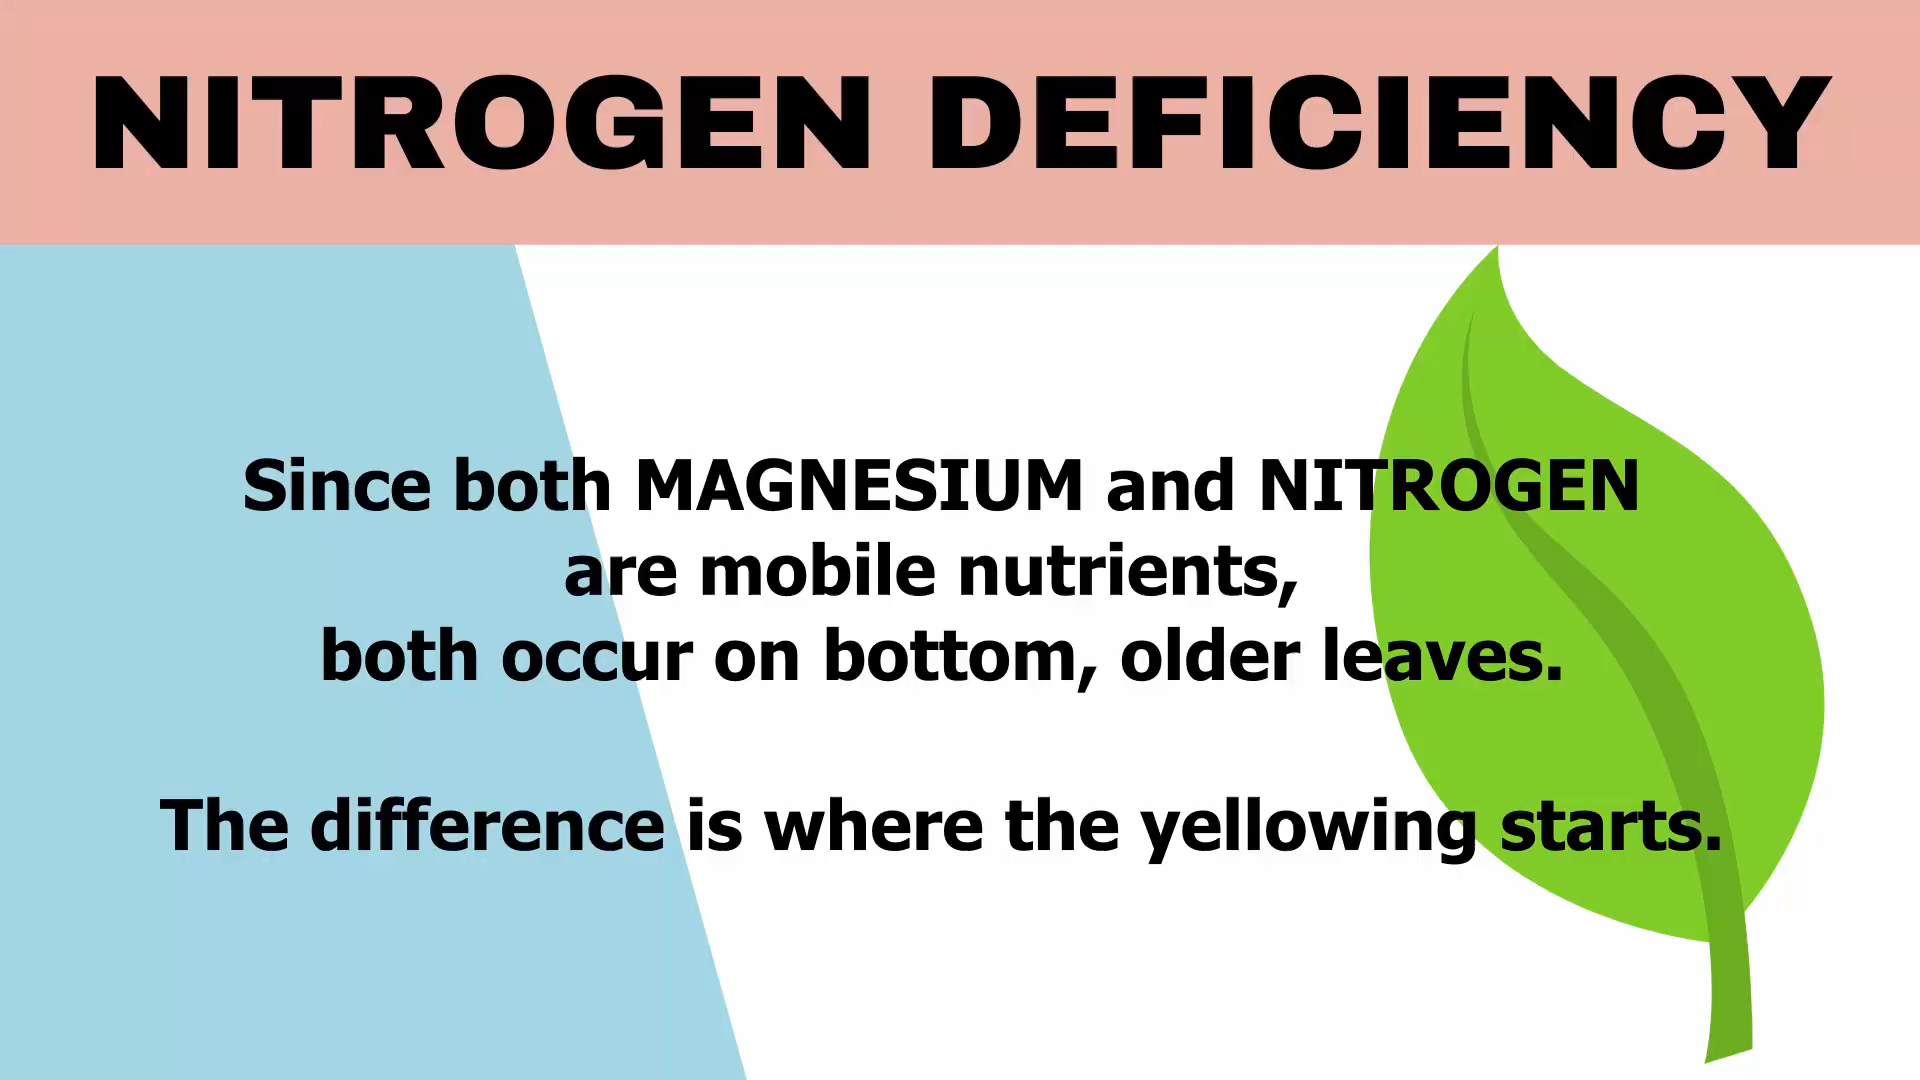 NITROGEN DEFICIENCY
Since both MAGNESIUM and NITROGEN
are mobile nutrients,
both occur on bottom, older leaves.
The difference is where the yellowing starts.